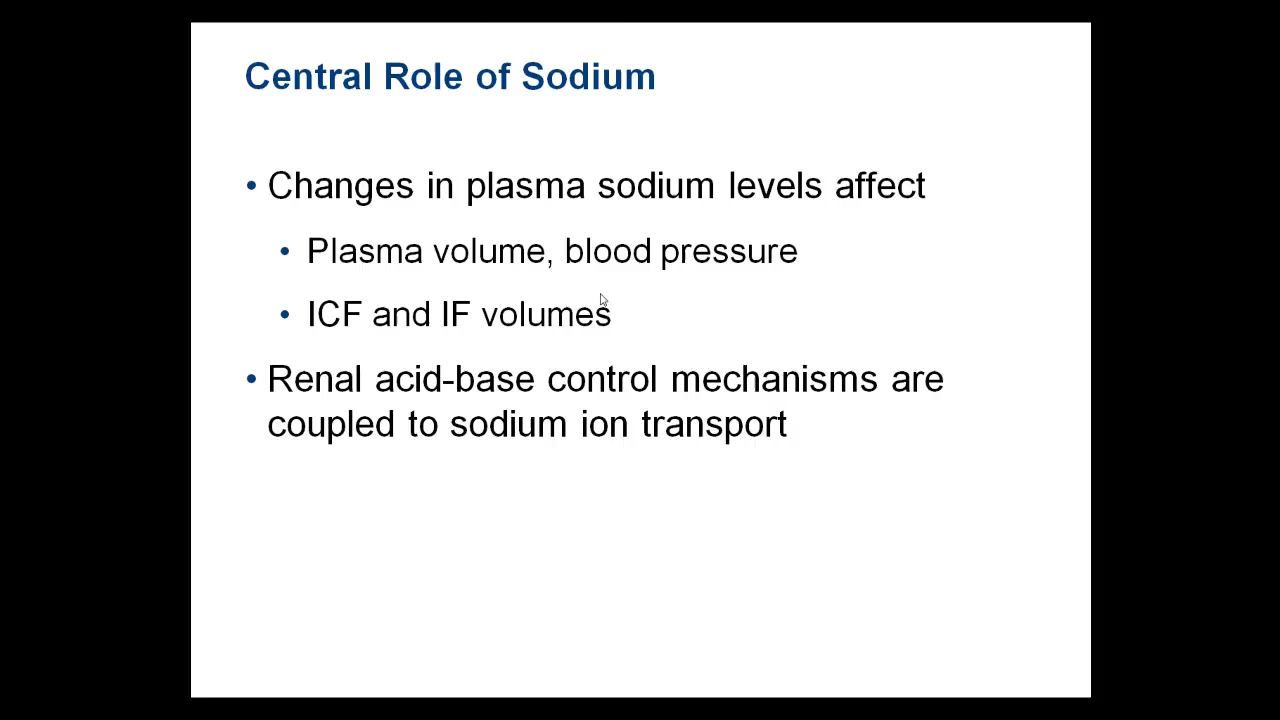 Central Role of Sodium
• Changes in plasma sodium levels affect
• Plasma volume, blood pressure
• ICF and IF volumes
• Renal acid-base control mechanisms are
coupled to sodium ion transport